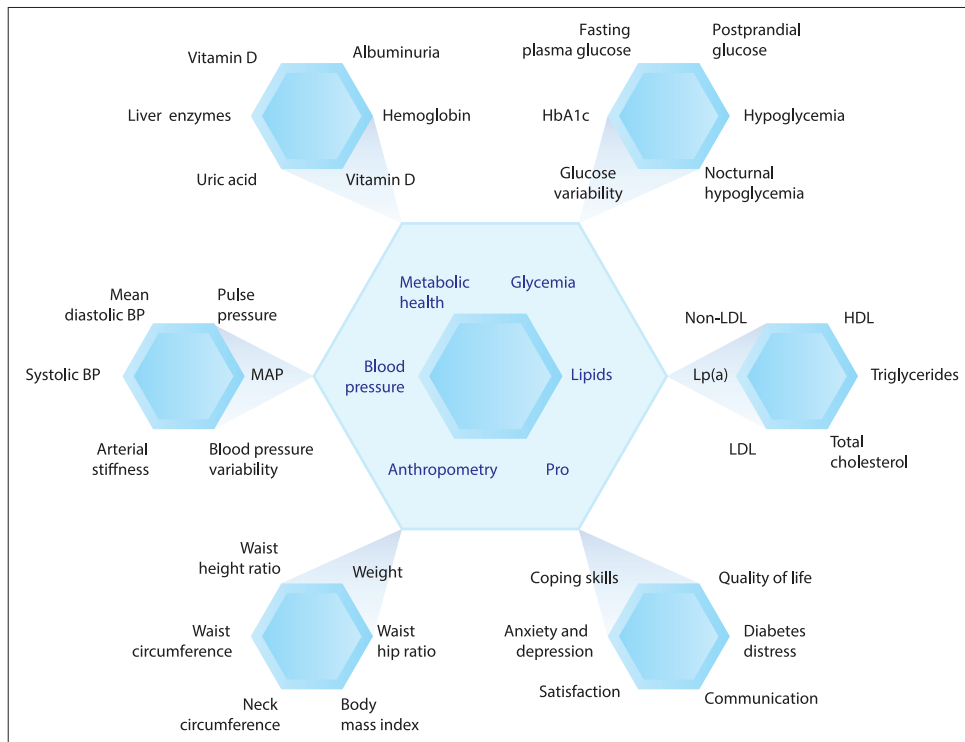 Vitamin D
Albuminuria
Liver enzymes
Hemoglobin
Uric acid
Vitamin D
Fasting
plasma glucose
Postprandial
glucose
HbA1c
Hypoglycemia
Glucose
variability
Nocturnal
hypoglycemia
Metabolic
health
Glycemia
Blood
pressure
Lipids
Anthropometry
Pro
Mean
diastolic BP
Pulse
pressure
Systolic BP
MAP
Arterial
stiffness
Blood pressure
variability
Non-LDL
HDL
Lp(a)
Triglycerides
LDL
Total
cholesterol
Waist
height ratio
Weight
Waist
circumference
Waist
hip ratio
Neck
circumference
Body
mass index
Coping skills
Quality of life
Anxiety and
depression
Diabetes
distress
Satisfaction
Communication